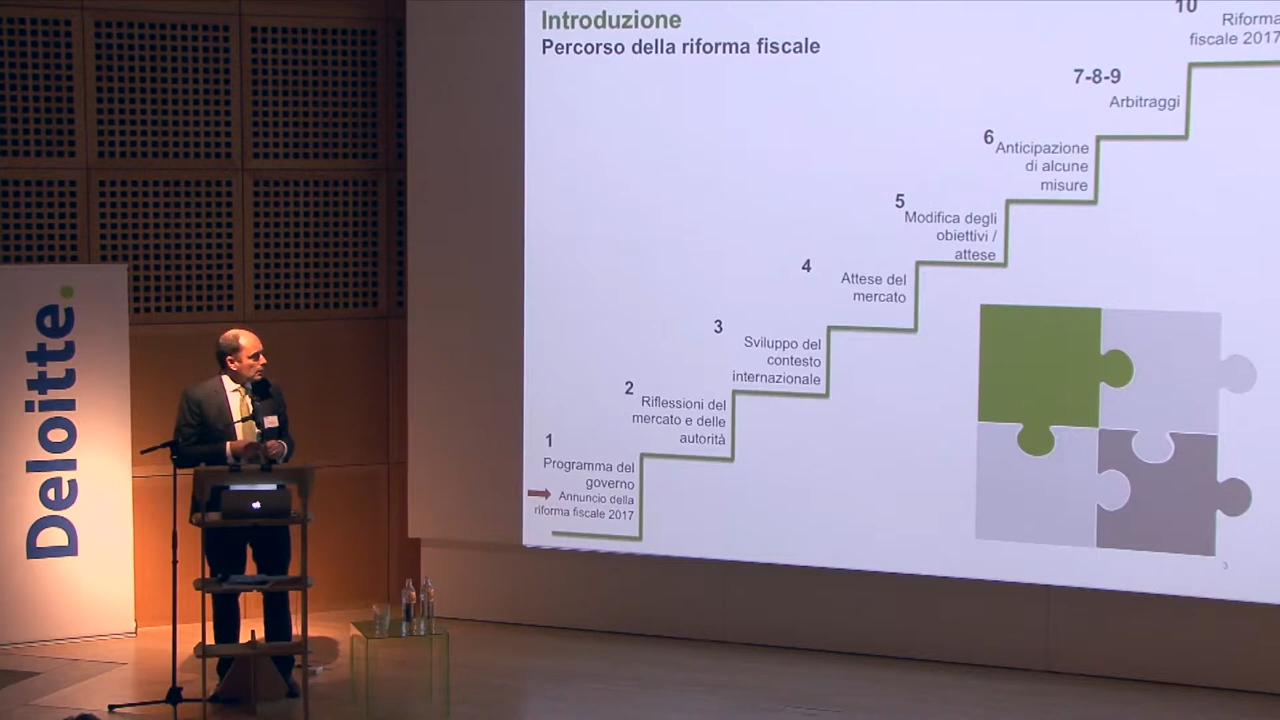 Introduzione
Percorso della riforma fiscale
10
Riforma
fiscale 2017
7-8-9
Arbitraggi
6
Anticipazione
di alcune
misure
5
Modifica degli
obiettivi /
attese
4
Attese del
mercato
3
Sviluppo del
contesto
internazionale
2
Riflessioni del
mercato e delle
autorità
1
Programma del
governo
Annuncio della
riforma fiscale 2017
3
Deloitte.